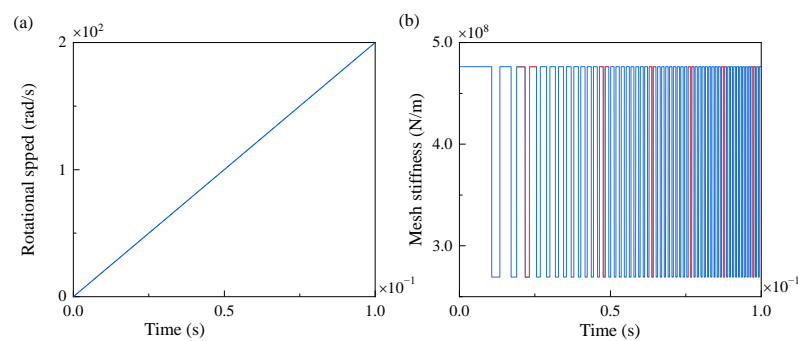 (a)
×10²
2
1
0
0.0
0.5
1.0
×10⁻¹
Time (s)
Rotational spped (rad/s)
(b)
×10⁸
5.0
4.0
3.0
0.0
0.5
1.0
×10⁻¹
Time (s)
Mesh stiffness (N/m)